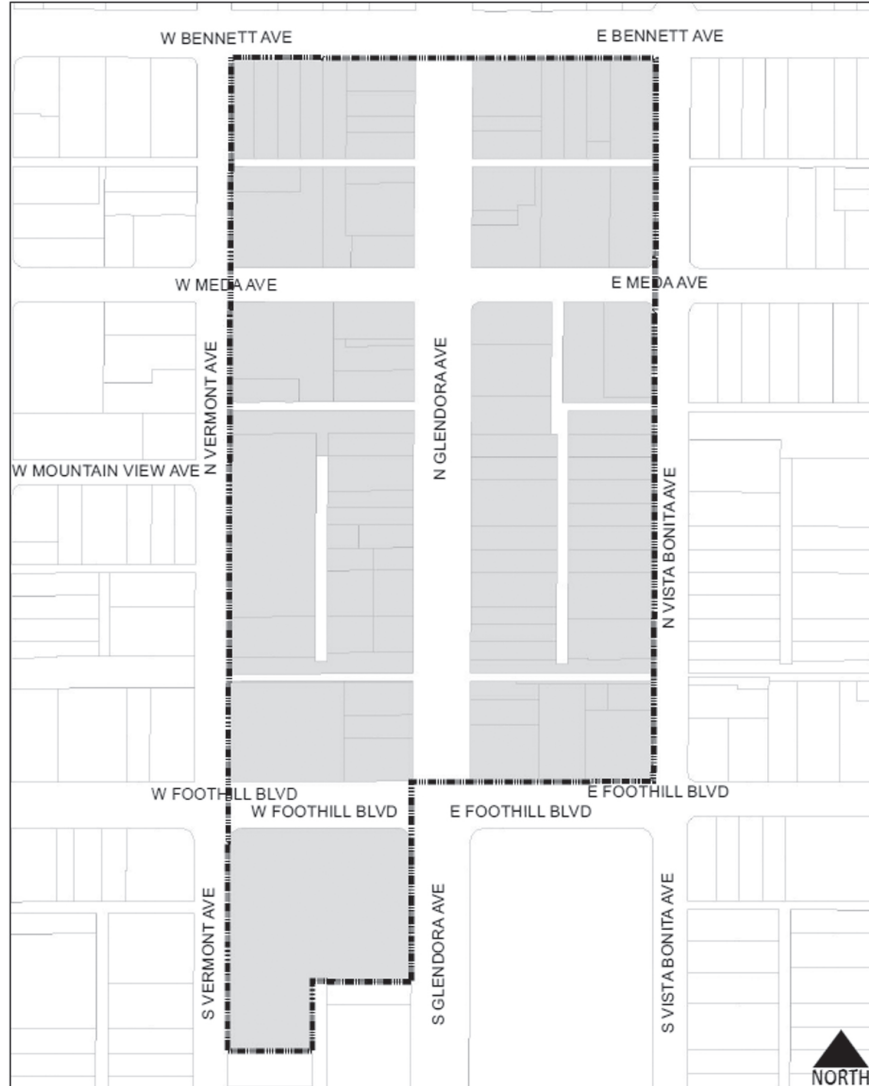 W BENNETT AVE
E BENNETT AVE
W MEDA AVE
E MEDA AVE
N VERMONT AVE
N GLENDORA AVE
W MOUNTAIN VIEW AVE
N VISTA BONITA AVE
W FOOTHILL BLVD
E FOOTHILL BLVD
W FOOTHILL BLVD
E FOOTHILL BLVD
S VERMONT AVE
S GLENDORA AVE
S VISTA BONITA AVE
NORTH